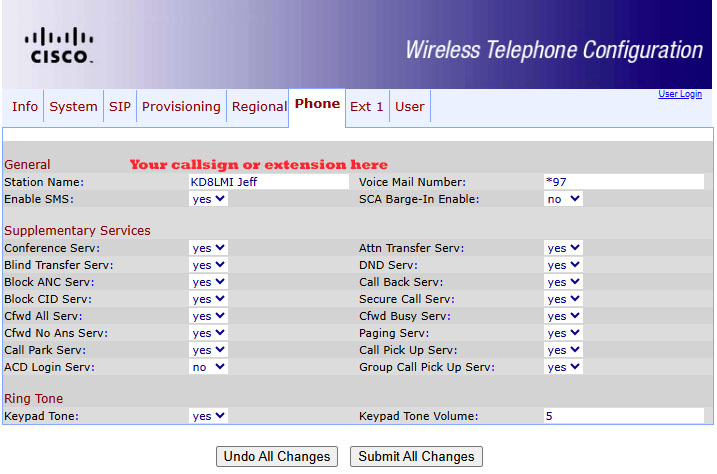 CISCO
Wireless Telephone Configuration
User Login
Info System SIP Provisioning Regional Phone Ext 1 User
General Your callsign or extension here
Station Name: KD8LMI Jeff Voice Mail Number: *97
Enable SMS: yes SCA Barge-In Enable: no
Supplementary Services
Conference Serv: yes Attn Transfer Serv: yes
Blind Transfer Serv: yes DND Serv: yes
Block ANC Serv: yes Call Back Serv: yes
Block CID Serv: yes Secure Call Serv: yes
Cfwd All Serv: yes Cfwd Busy Serv: yes
Cfwd No Ans Serv: yes Paging Serv: yes
Call Park Serv: yes Call Pick Up Serv: yes
ACD Login Serv: no Group Call Pick Up Serv: yes
Ring Tone
Keypad Tone: yes Keypad Tone Volume: 5
Undo All Changes Submit All Changes